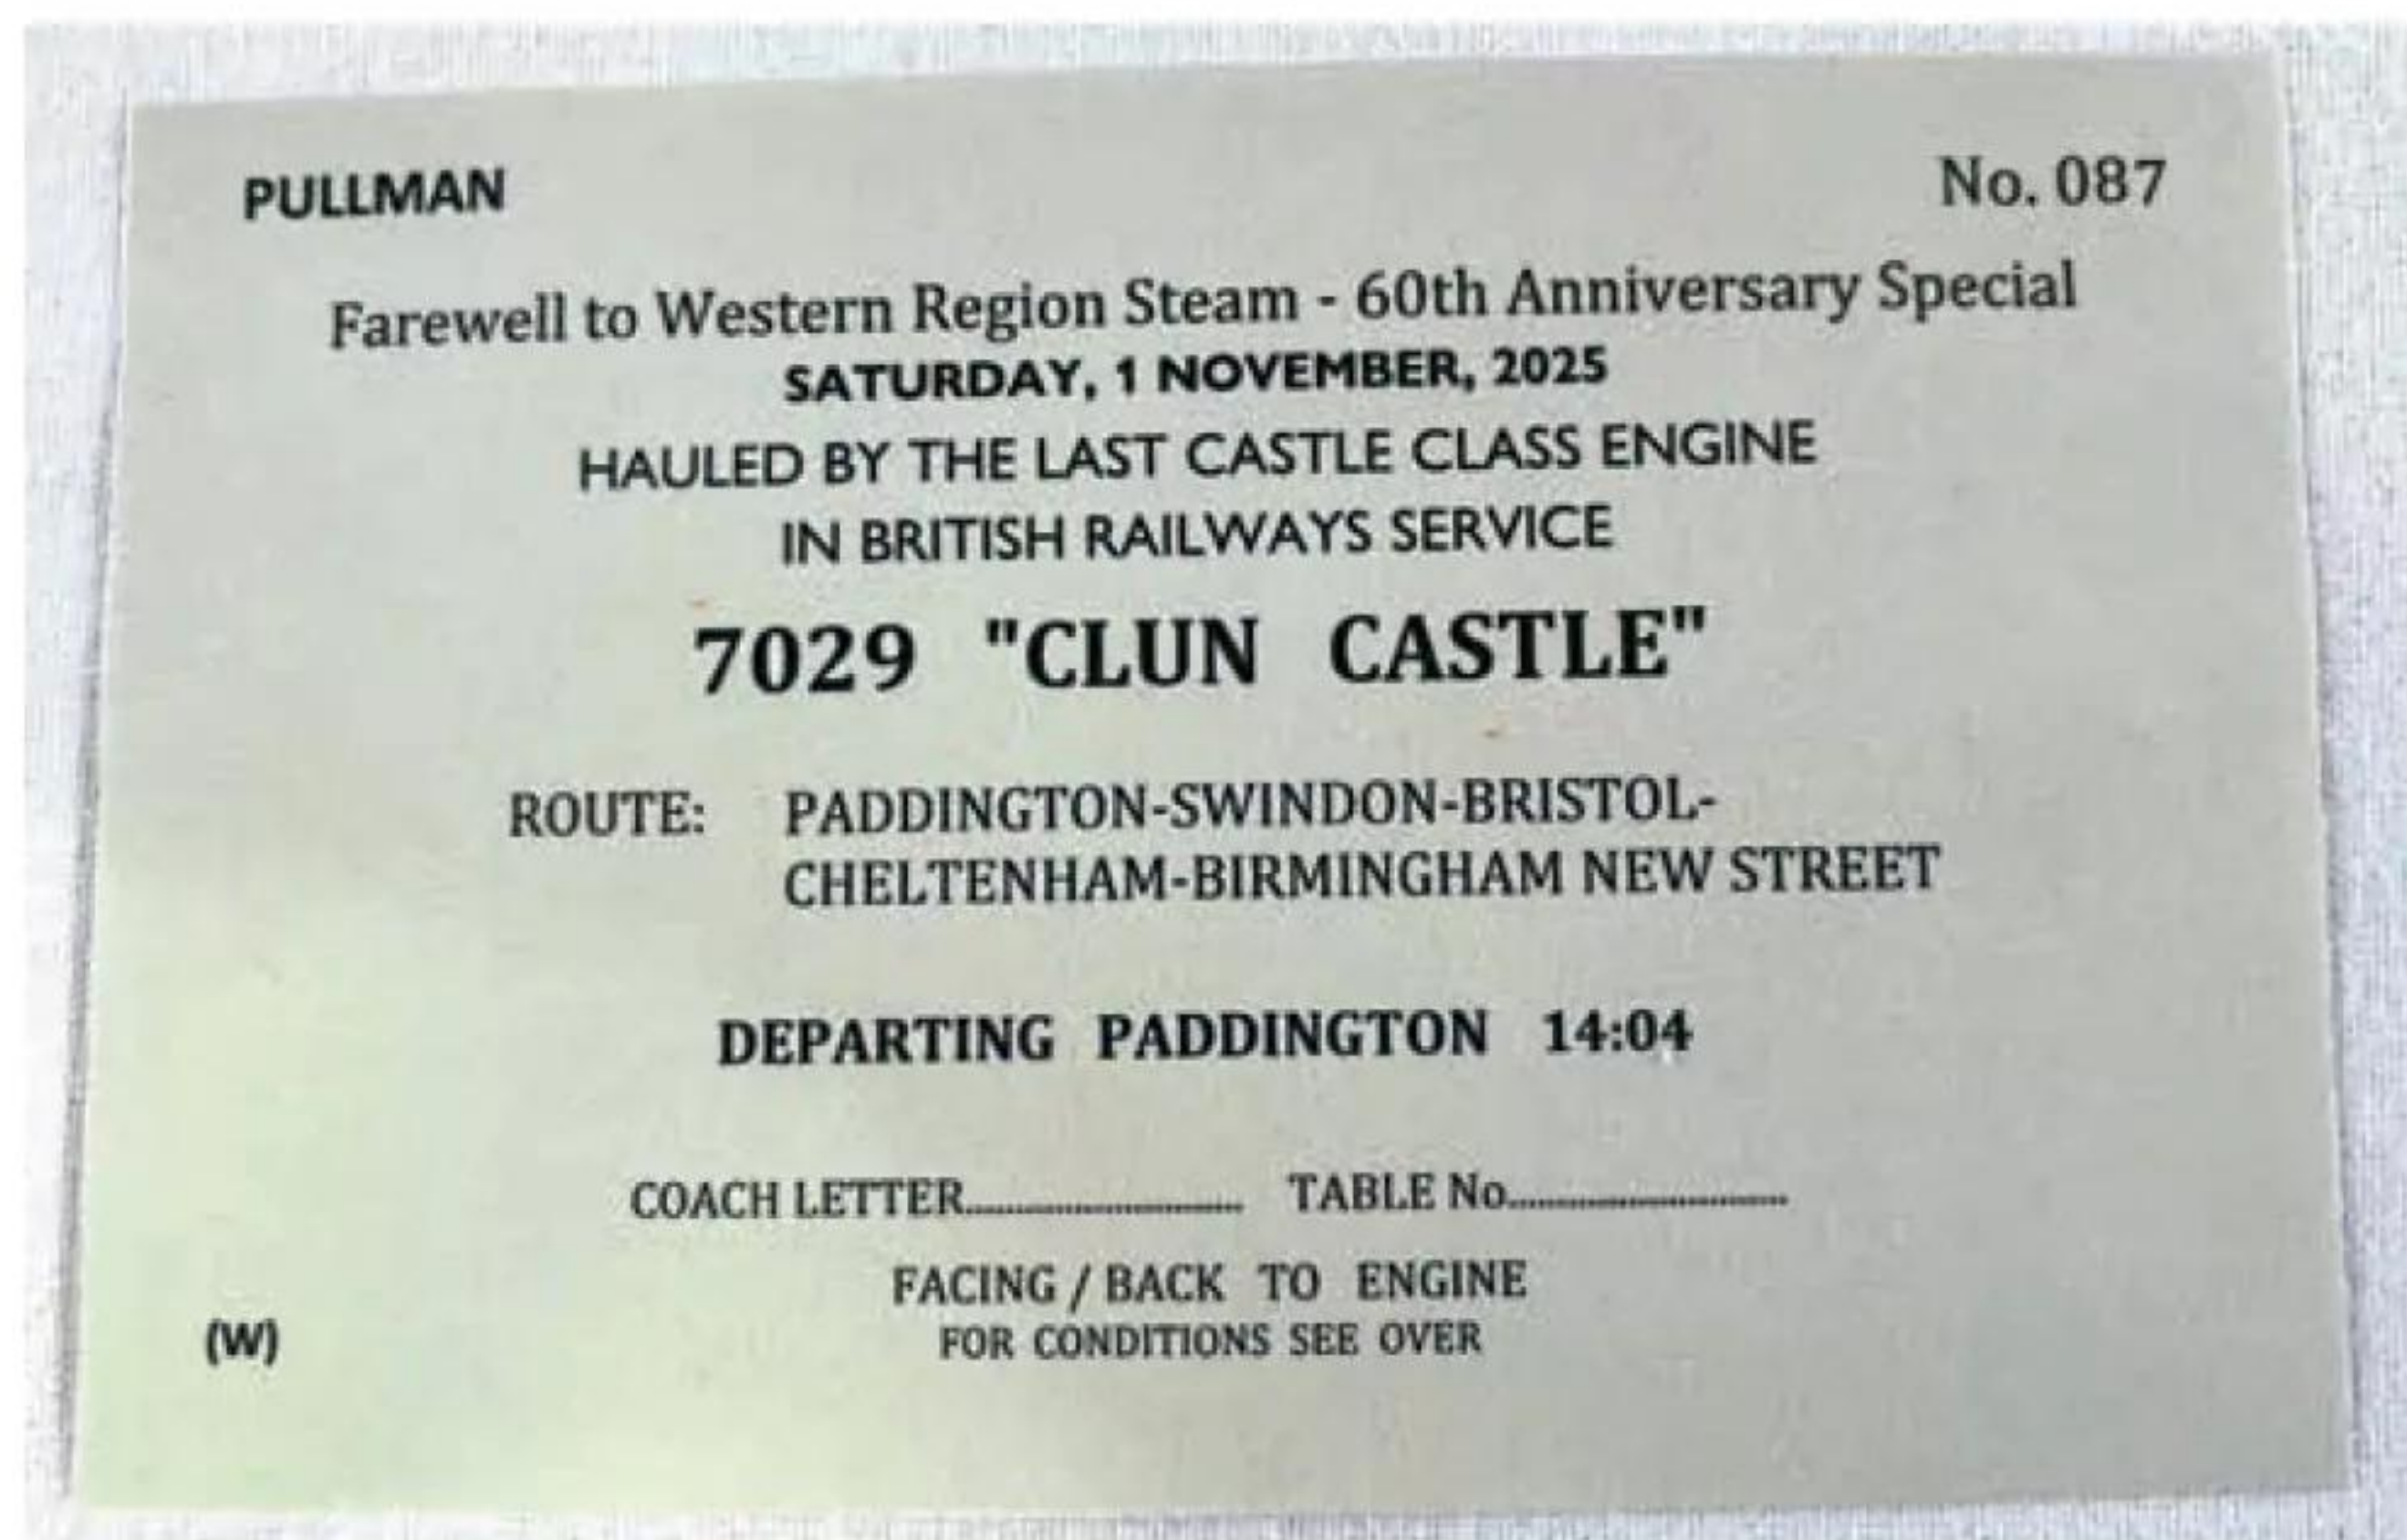 PULLMAN No. 087
Farewell to Western Region Steam - 60th Anniversary Special
SATURDAY, 1 NOVEMBER, 2025
HAULED BY THE LAST CASTLE CLASS ENGINE
IN BRITISH RAILWAYS SERVICE
7029 "CLUN CASTLE"
ROUTE: PADDINGTON-SWINDON-BRISTOL-
CHELTENHAM-BIRMINGHAM NEW STREET
DEPARTING PADDINGTON 14:04
COACH LETTER.............................. TABLE No..............................
FACING / BACK TO ENGINE
FOR CONDITIONS SEE OVER
(W)